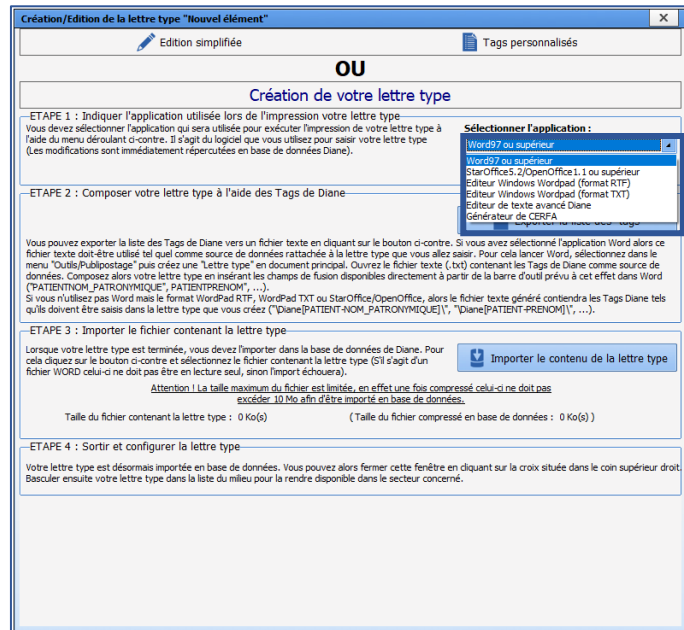 Création/Edition de la lettre type "Nouvel élément"
X
Edition simplifiée
Tags personnalisés
OU
Création de votre lettre type
ETAPE 1 : Indiquer l'application utilisée lors de l'impression votre lettre type
Vous devez sélectionner l'application qui sera utilisée pour exécuter l'impression de votre lettre type à
l'aide du menu déroulant ci-contre. Il s'agit du logiciel que vous utilisez pour saisir votre lettre type
(Les modifications sont immédiatement répercutées en base de données Diane).
Sélectionner l'application :
Word97 ou supérieur
Word97 ou supérieur
StarOffice5.2/OpenOffice1.1 ou supérieur
Editeur Windows Wordpad (format RTF)
Editeur Windows Wordpad (format TXT)
Editeur de texte avancé Diane
Générateur de CERFA
ETAPE 2 : Composer votre lettre type à l'aide des Tags de Diane
Exporter la liste des "tags"
Vous pouvez exporter la liste des Tags de Diane vers un fichier texte en cliquant sur le bouton ci-contre. Si vous avez sélectionné l'application Word alors ce
fichier texte doit-être utilisé tel quel comme source de données rattachée à la lettre type que vous allez saisir. Pour cela lancer Word, sélectionnez dans le
menu "Outils/Publipostage" puis créez une "Lettre type" en document principal. Ouvrez le fichier texte (.txt) contenant les Tags de Diane comme source de
données. Composez alors votre lettre type en insérant les champs de fusion disponibles directement à partir de la barre d'outil prévu à cet effet dans Word
("PATIENTNOM_PATRONYMIQUE", PATIENTPRENOM", ...).
Si vous n'utilisez pas Word mais le format WordPad RTF, WordPad TXT ou StarOffice/OpenOffice, alors le fichier texte généré contiendra les Tags Diane tels
qu'ils doivent être saisis dans la lettre type que vous créez ("\Diane[PATIENT-NOM_PATRONYMIQUE]\", "\Diane[PATIENT-PRENOM]\", ...).
ETAPE 3 : Importer le fichier contenant la lettre type
Lorsque votre lettre type est terminée, vous devez l'importer dans la base de données de Diane. Pour
cela cliquez sur le bouton ci-contre et sélectionnez le fichier contenant la lettre type (S'il s'agit d'un
fichier WORD celui-ci ne doit pas être en lecture seul, sinon l'import échouera).
Importer le contenu de la lettre type
Attention ! La taille maximum du fichier est limitée, en effet une fois compressé celui-ci ne doit pas
excéder 10 Mo afin d'être importé en base de données.
Taille du fichier contenant la lettre type : 0 Ko(s)
( Taille du fichier compressé en base de données : 0 Ko(s) )
ETAPE 4 : Sortir et configurer la lettre type
Votre lettre type est désormais importée en base de données. Vous pouvez alors fermer cette fenêtre en cliquant sur la croix située dans le coin supérieur droit.
Basculer ensuite votre lettre type dans la liste du milieu pour la rendre disponible dans le secteur concerné.